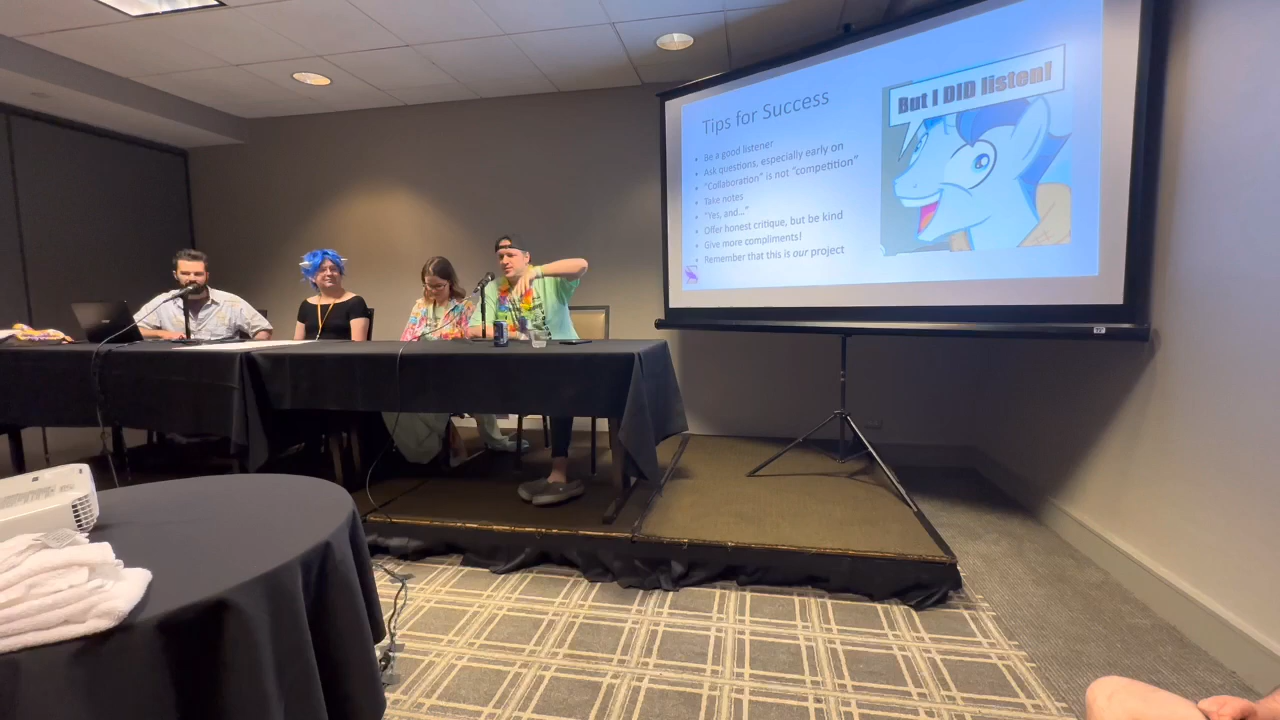 Tips for Success
• Be a good listener
• Ask questions, especially early on
• “Collaboration” is not “competition”
• Take notes
• “Yes, and…”
• Offer honest critique, but be kind
• Give more compliments!
• Remember that this is our project
But I DID listen!